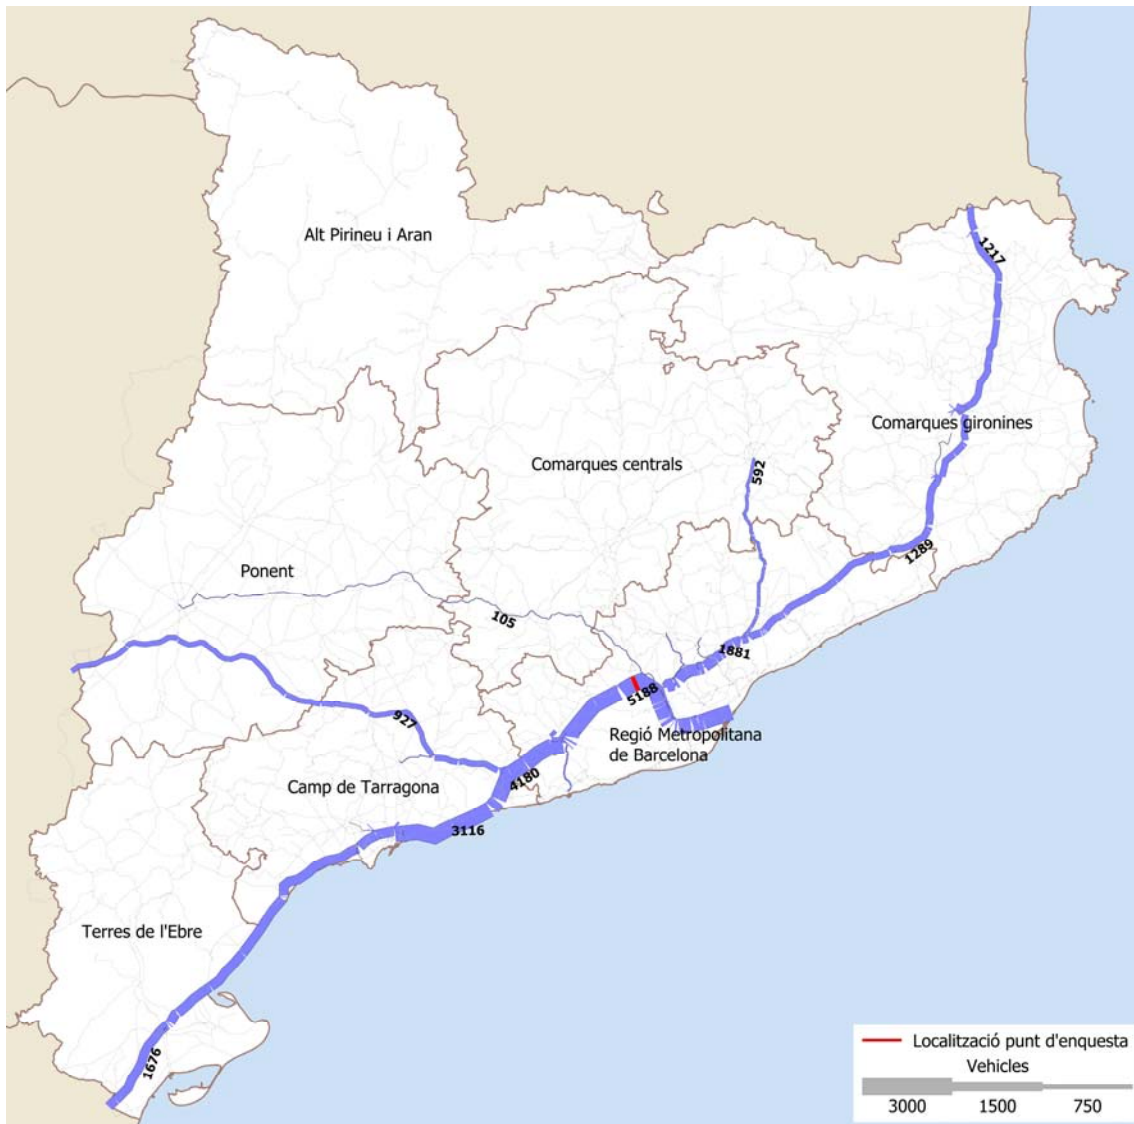 Alt Pirineu i Aran
1217
Comarques gironines
Comarques centrals
592
1289
Ponent
105
1881
5188
927
Regió Metropolitana
de Barcelona
4180
Camp de Tarragona
3116
Terres de l'Ebre
1676
Localització punt d'enquesta
Vehicles
3000 1500 750